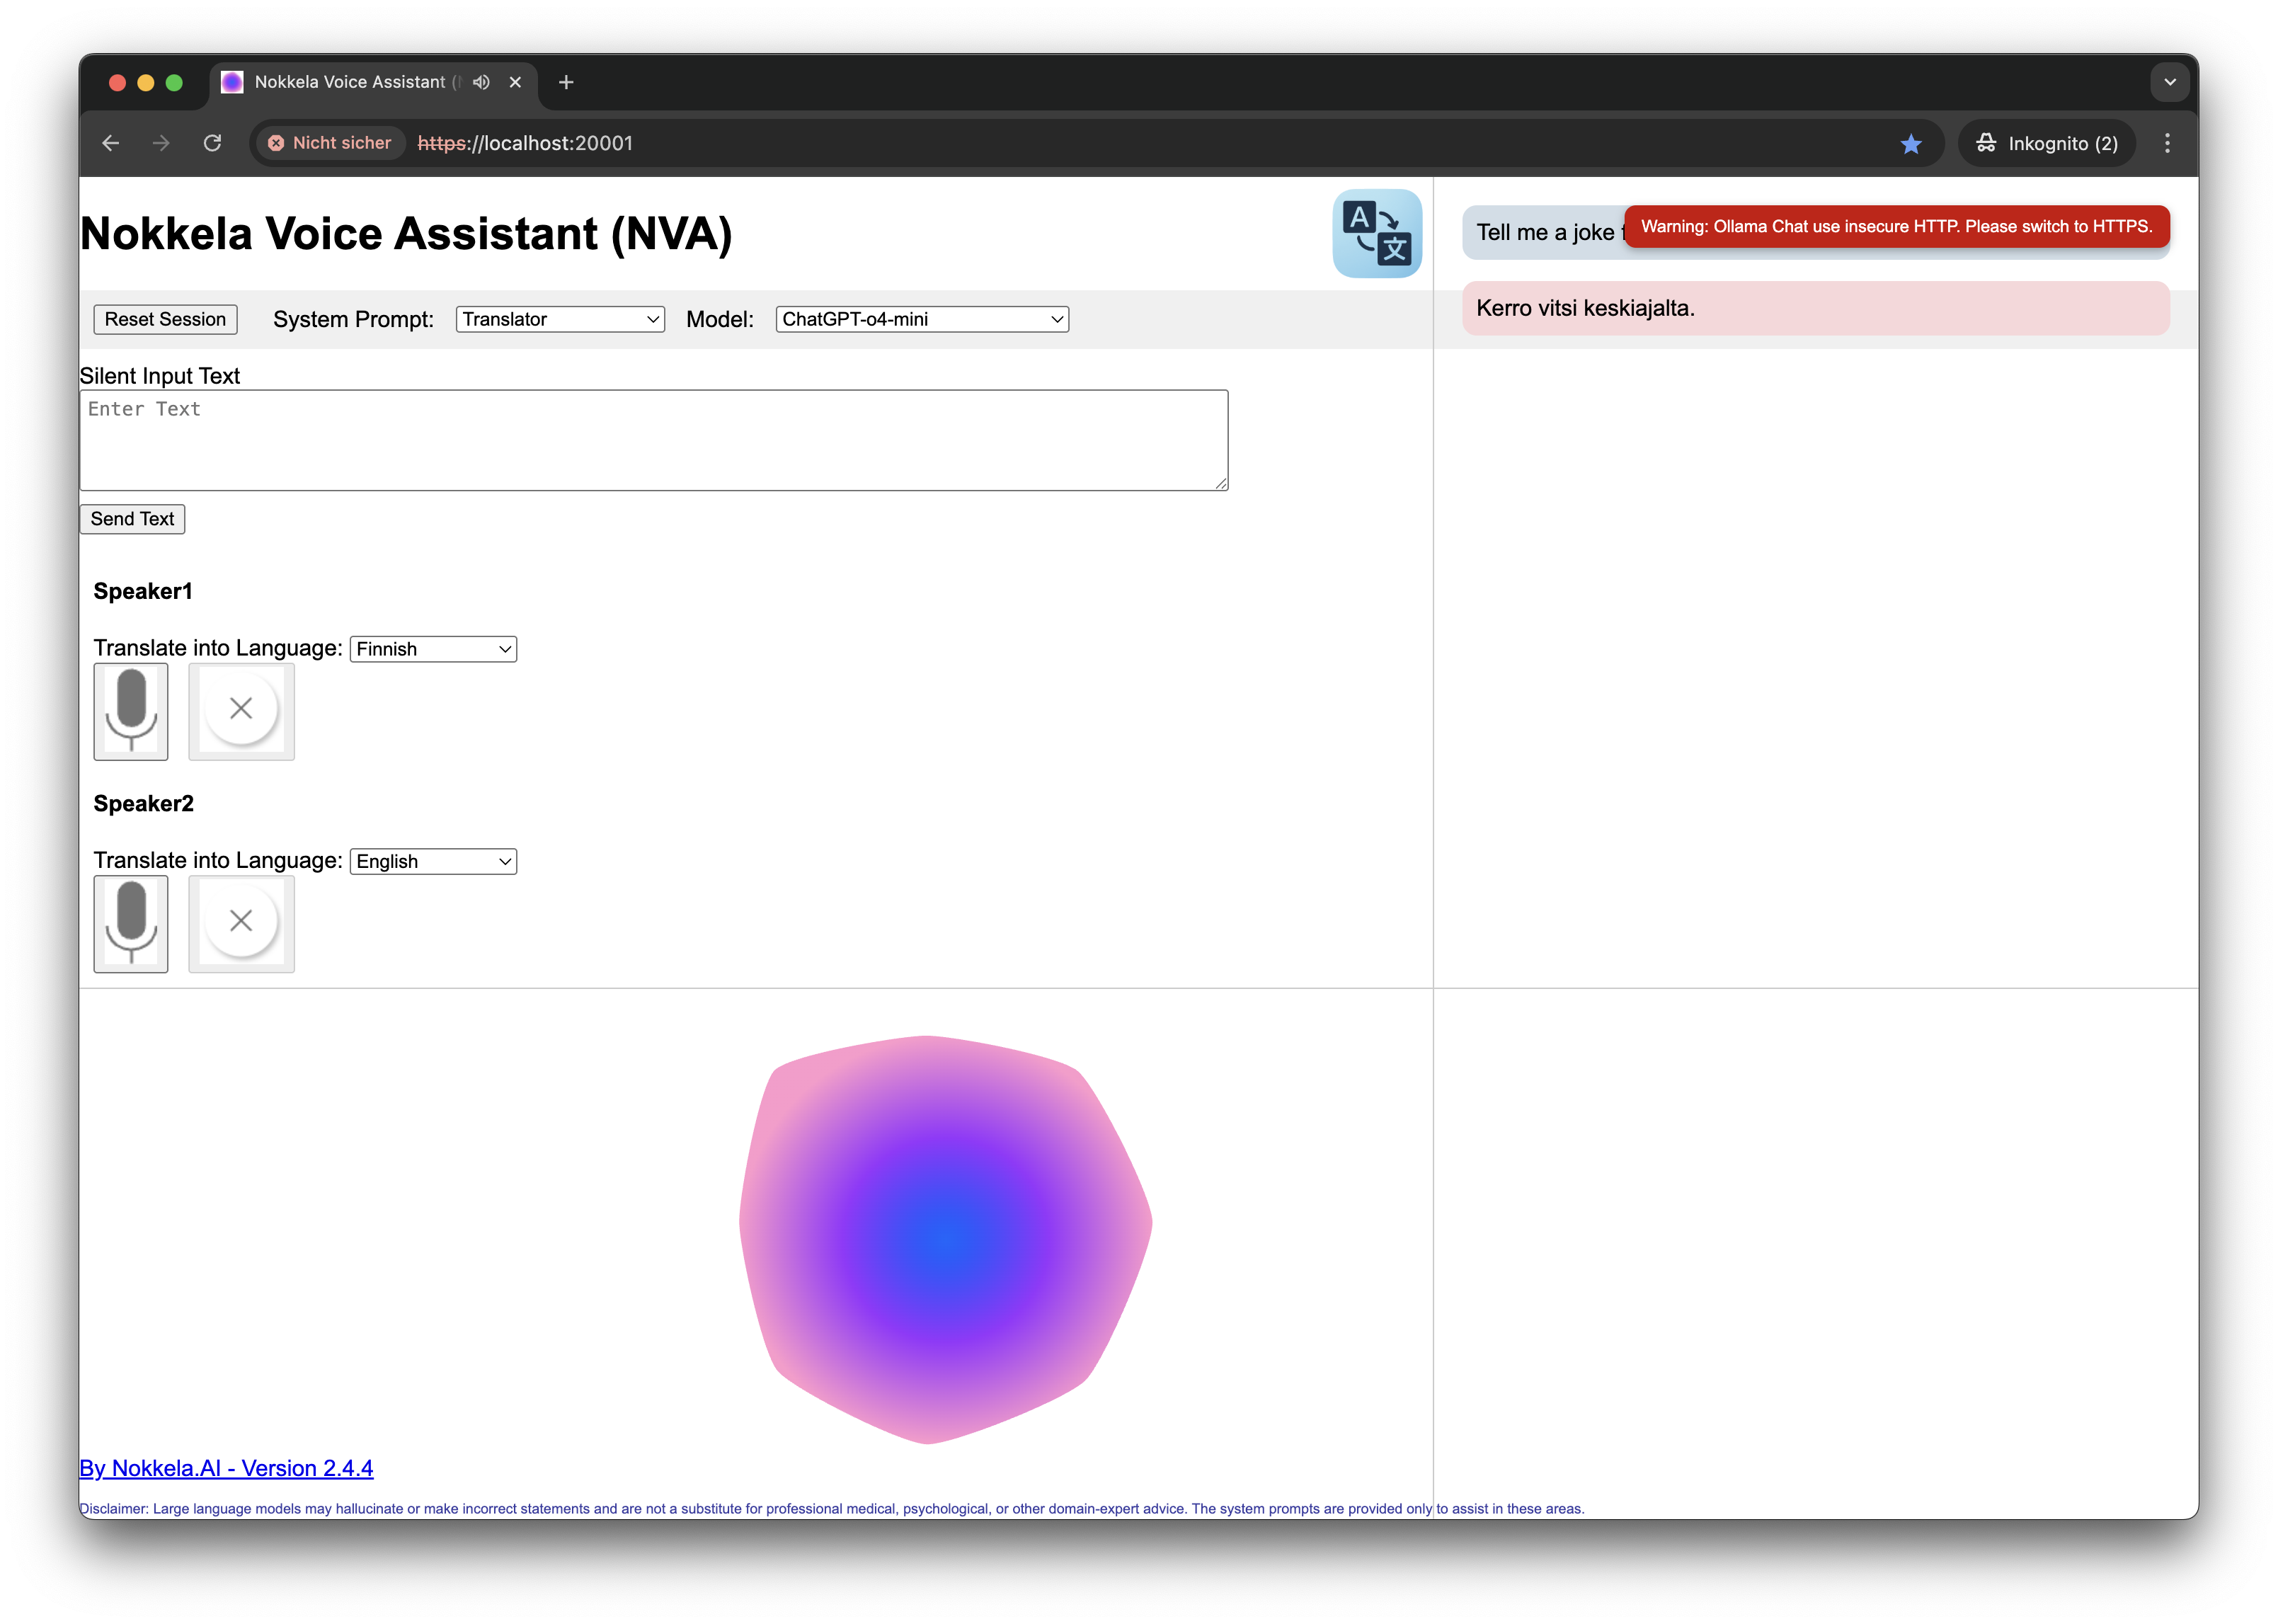 Nokkela Voice Assistant (
Nicht sicher https://localhost:20001 Inkognito (2)
Nokkela Voice Assistant (NVA)
A 文
Reset Session System Prompt: Translator Model: ChatGPT-o4-mini
Silent Input Text
Enter Text
Send Text
Speaker1
Translate into Language: Finnish
Speaker2
Translate into Language: English
By Nokkela.AI - Version 2.4.4
Disclaimer: Large language models may hallucinate or make incorrect statements and are not a substitute for professional medical, psychological, or other domain-expert advice. The system prompts are provided only to assist in these areas.
Tell me a joke
Warning: Ollama Chat use insecure HTTP. Please switch to HTTPS.
Kerro vitsi keskiajalta.